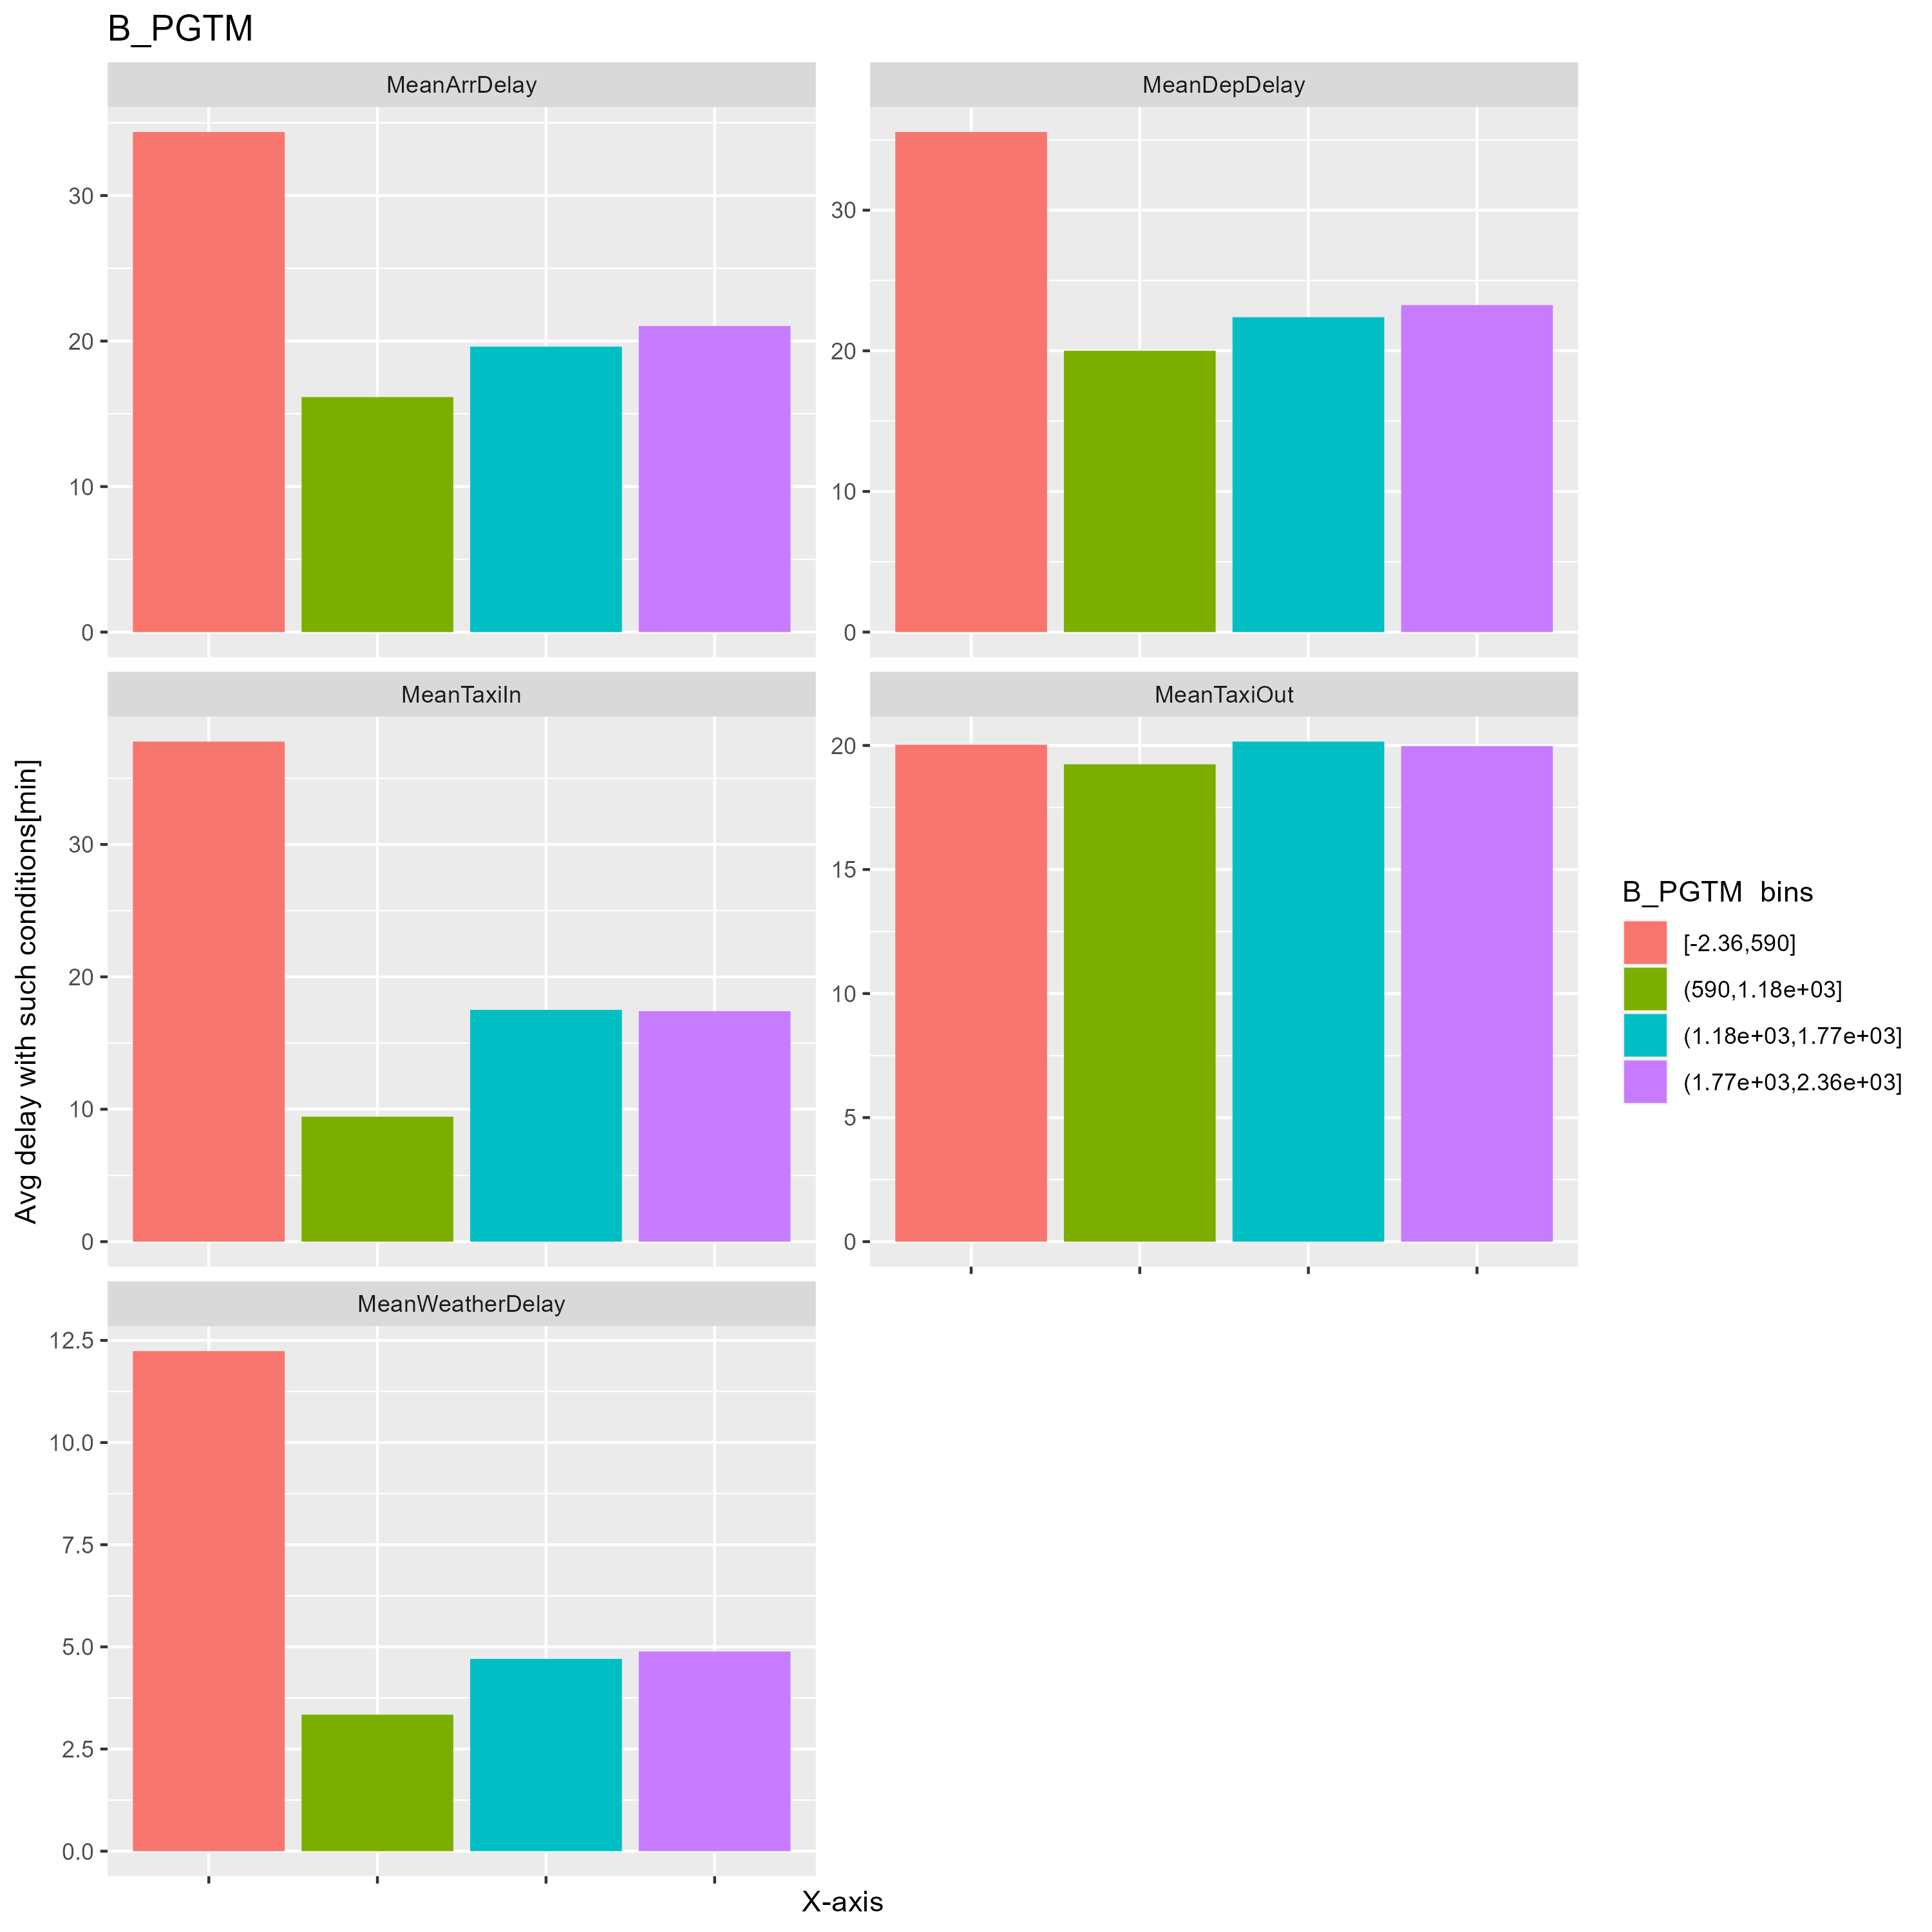 B_PGTM
MeanArrDelay
MeanDepDelay
30
20
10
0
30
20
10
0
MeanTaxiIn
MeanTaxiOut
30
20
10
0
20
15
10
5
0
MeanWeatherDelay
12.5
10.0
7.5
5.0
2.5
0.0
Avg delay with such conditions[min]
X-axis
B_PGTM  bins
[-2.36,590]
(590,1.18e+03]
(1.18e+03,1.77e+03]
(1.77e+03,2.36e+03]